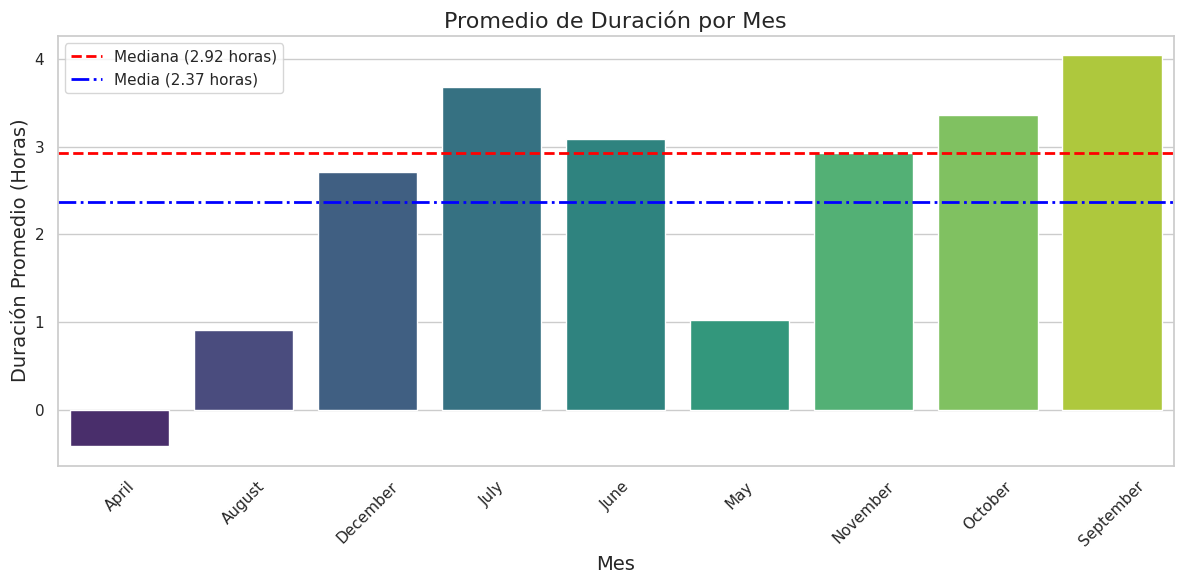 Promedio de Duración por Mes
Mediana (2.92 horas)
Media (2.37 horas)
Duración Promedio (Horas)
4
3
2
1
0
April
August
December
July
June
May
November
October
September
Mes